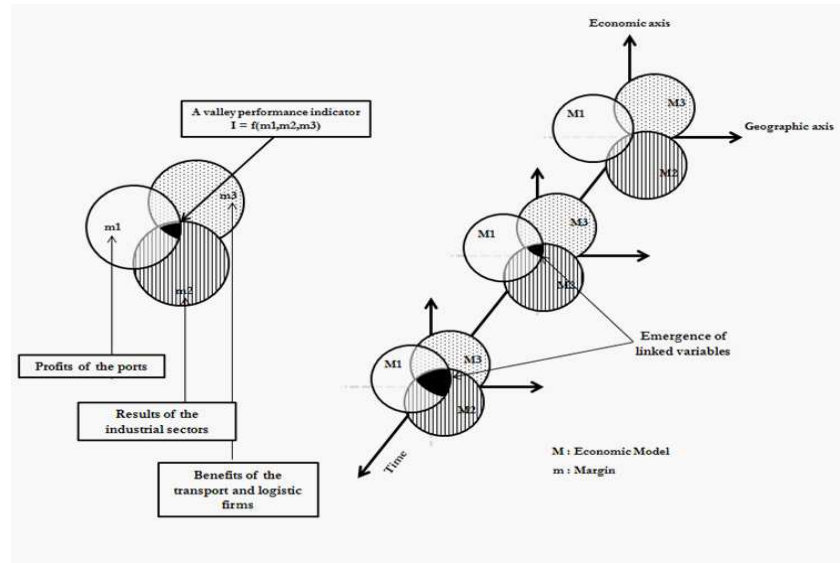 A valley performance indicator
I = f(m1,m2,m3)
m1
m3
m2
Profits of the ports
Results of the
industrial sectors
Benefits of the
transport and logistic
firms
Economic axis
Geographic axis
M1
M3
M2
M1
M3
M2
M1
M3
M2
Emergence of
linked variables
Time
M : Economic Model
m : Margin